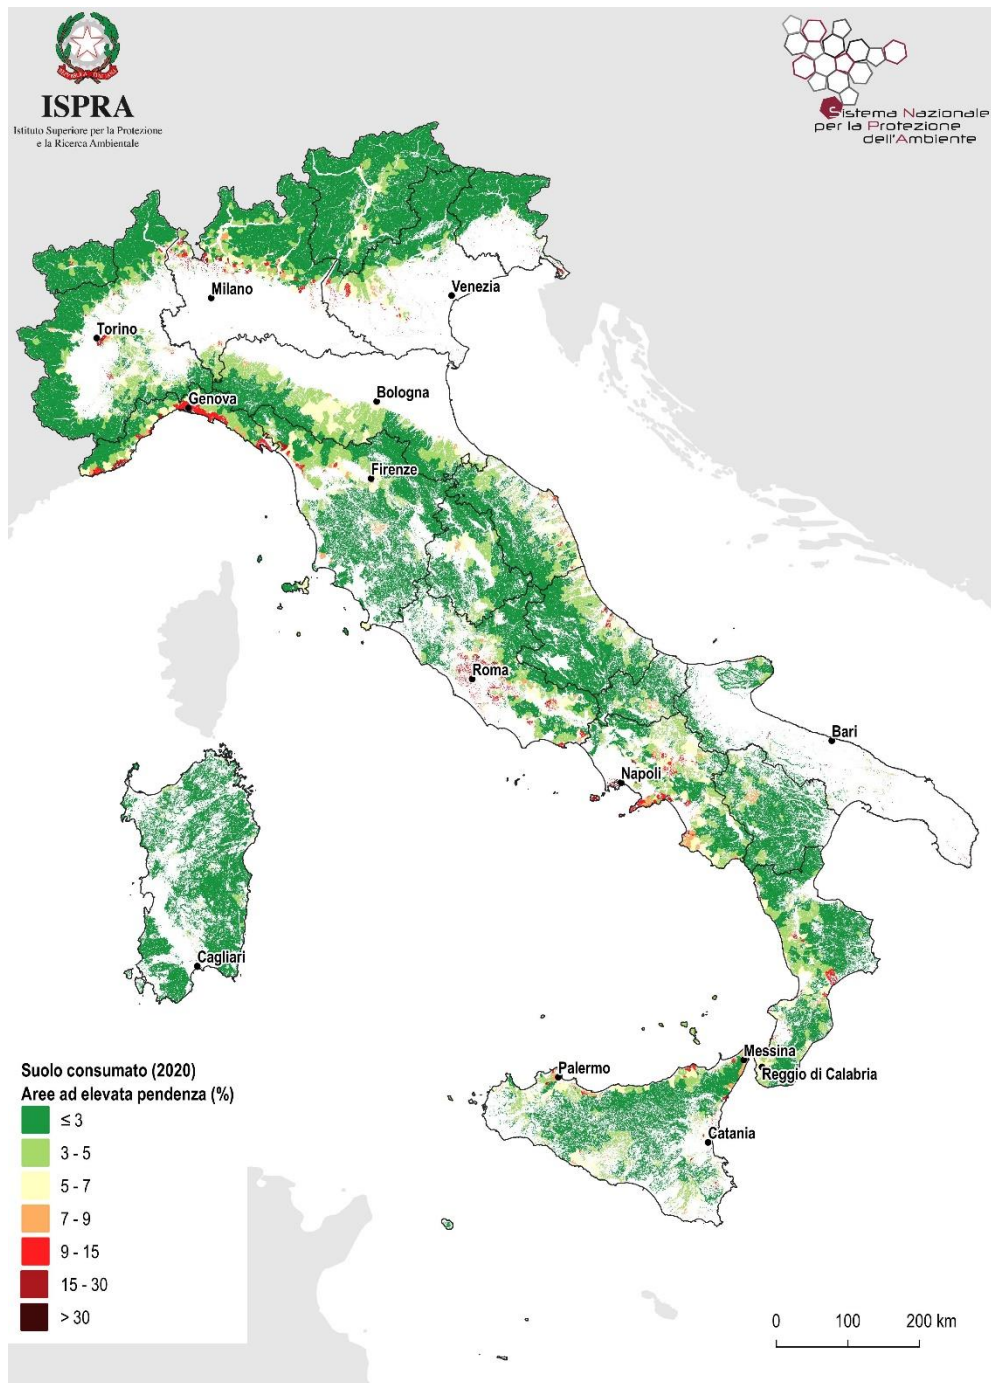 ISPRA
Istituto Superiore per la Protezione
e la Ricerca Ambientale
Sistema Nazionale
per la Protezione
dell'Ambiente
Milano
Venezia
Torino
Genova
Bologna
Firenze
Roma
Bari
Napoli
Cagliari
Messina
Palermo
Reggio di Calabria
Catania
Suolo consumato (2020)
Aree ad elevata pendenza (%)
≤ 3
3 - 5
5 - 7
7 - 9
9 - 15
15 - 30
> 30
0 100 200 km